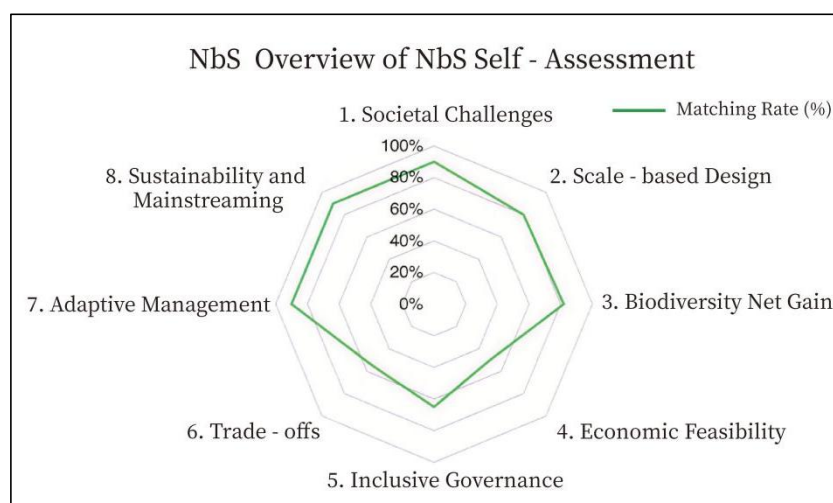 NbS Overview of NbS Self - Assessment
Matching Rate (%)
1. Societal Challenges
2. Scale - based Design
3. Biodiversity Net Gain
4. Economic Feasibility
5. Inclusive Governance
6. Trade - offs
7. Adaptive Management
8. Sustainability and
Mainstreaming
100%
80%
60%
40%
20%
0%